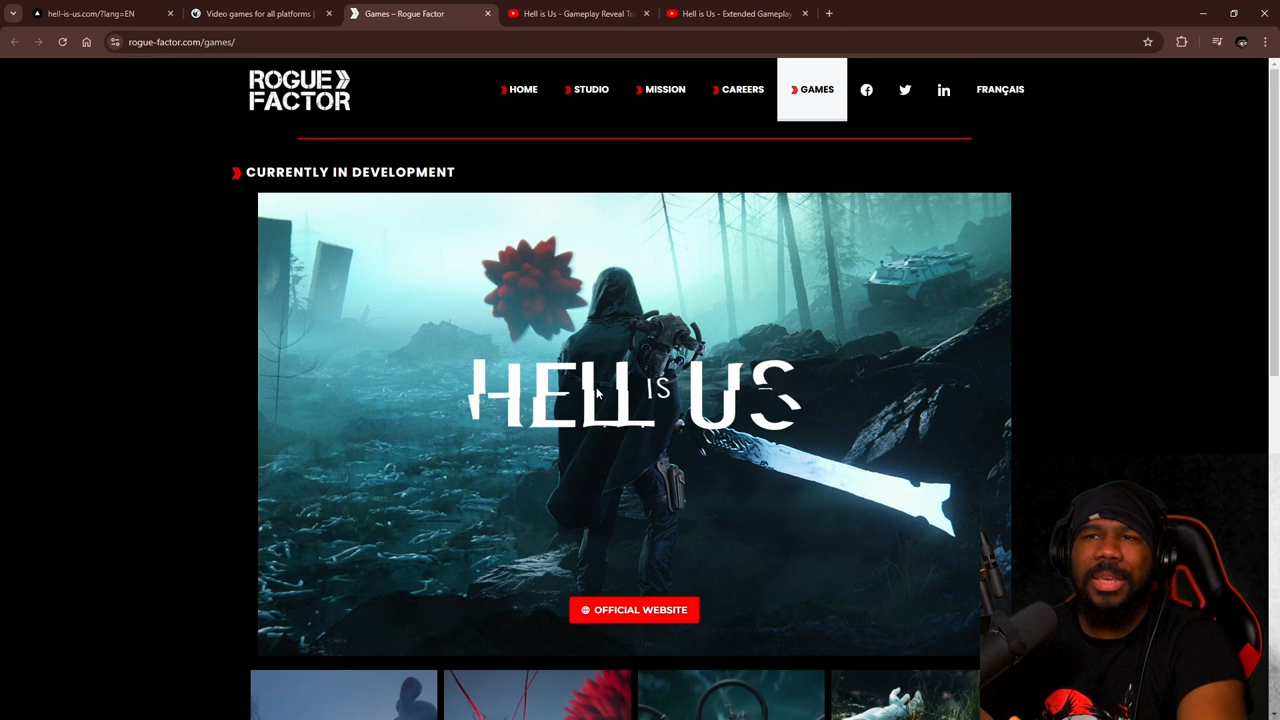 hell-is-us.com/?lang=EN
Video games for all platforms |
Games – Rogue Factor
Hell is Us - Gameplay Reveal Tr
Hell is Us - Extended Gameplay
rogue-factor.com/games/
ROGUE
FACTOR
HOME
STUDIO
MISSION
CAREERS
GAMES
FRANÇAIS
CURRENTLY IN DEVELOPMENT
HELL IS US
OFFICIAL WEBSITE